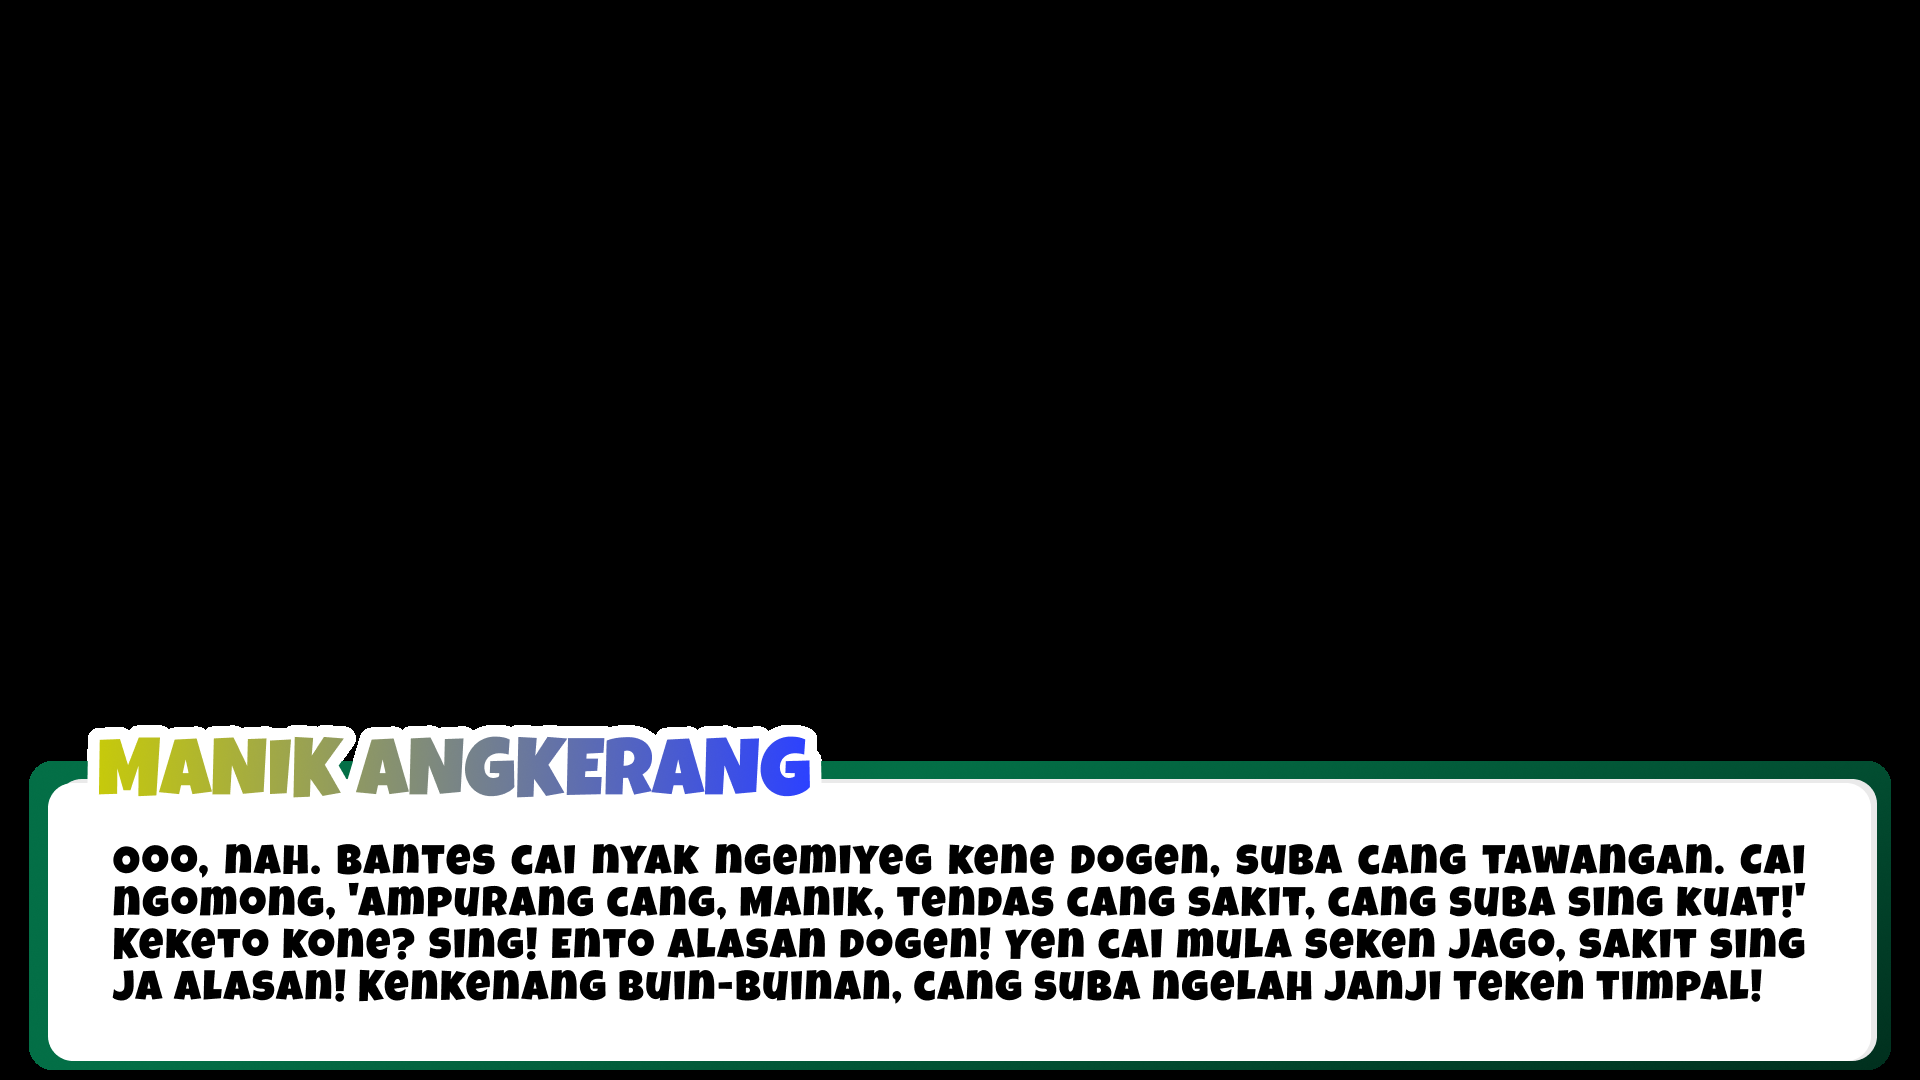 MANIK ANGKERANG
Ooo, nah. Bantes cai nyak ngemiyeg kene dogen, suba cang tawangan. Cai
ngomong, 'Ampurang cang, Manik, tendas cang sakit, cang suba sing kuat!'
Keketo kone? Sing! Ento alasan dogen! Yen cai mula seken jago, sakit sing
ja alasan! Kenkenang buin-buinan, cang suba ngelah janji teken timpal!